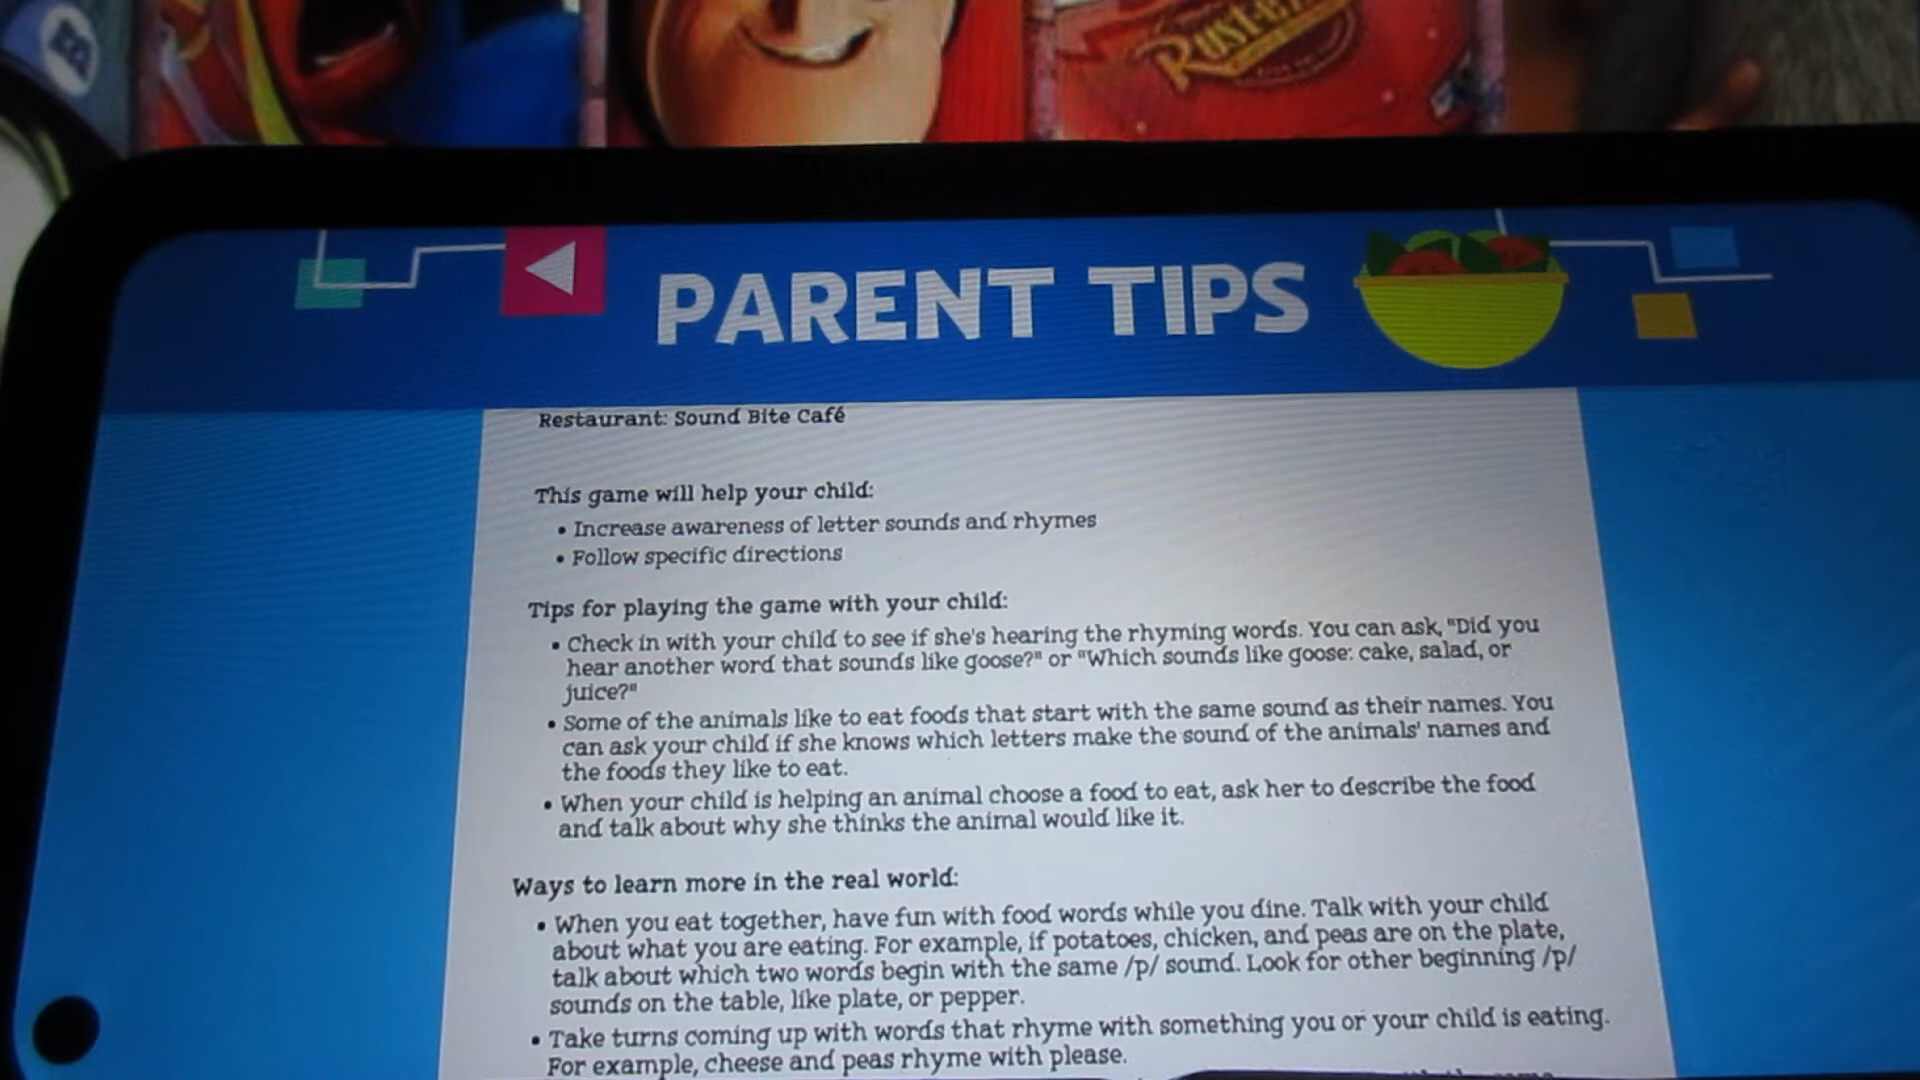 RUST-E
PARENT TIPS
Restaurant: Sound Bite Café
This game will help your child:
• Increase awareness of letter sounds and rhymes
• Follow specific directions
Tips for playing the game with your child:
• Check in with your child to see if she's hearing the rhyming words. You can ask, "Did you
hear another word that sounds like goose?" or "Which sounds like goose: cake, salad, or
juice?"
• Some of the animals like to eat foods that start with the same sound as their names. You
can ask your child if she knows which letters make the sound of the animals' names and
the foods they like to eat.
• When your child is helping an animal choose a food to eat, ask her to describe the food
and talk about why she thinks the animal would like it.
Ways to learn more in the real world:
• When you eat together, have fun with food words while you dine. Talk with your child
about what you are eating. For example, if potatoes, chicken, and peas are on the plate,
talk about which two words begin with the same /p/ sound. Look for other beginning /p/
sounds on the table, like plate, or pepper.
• Take turns coming up with words that rhyme with something you or your child is eating.
For example, cheese and peas rhyme with please.